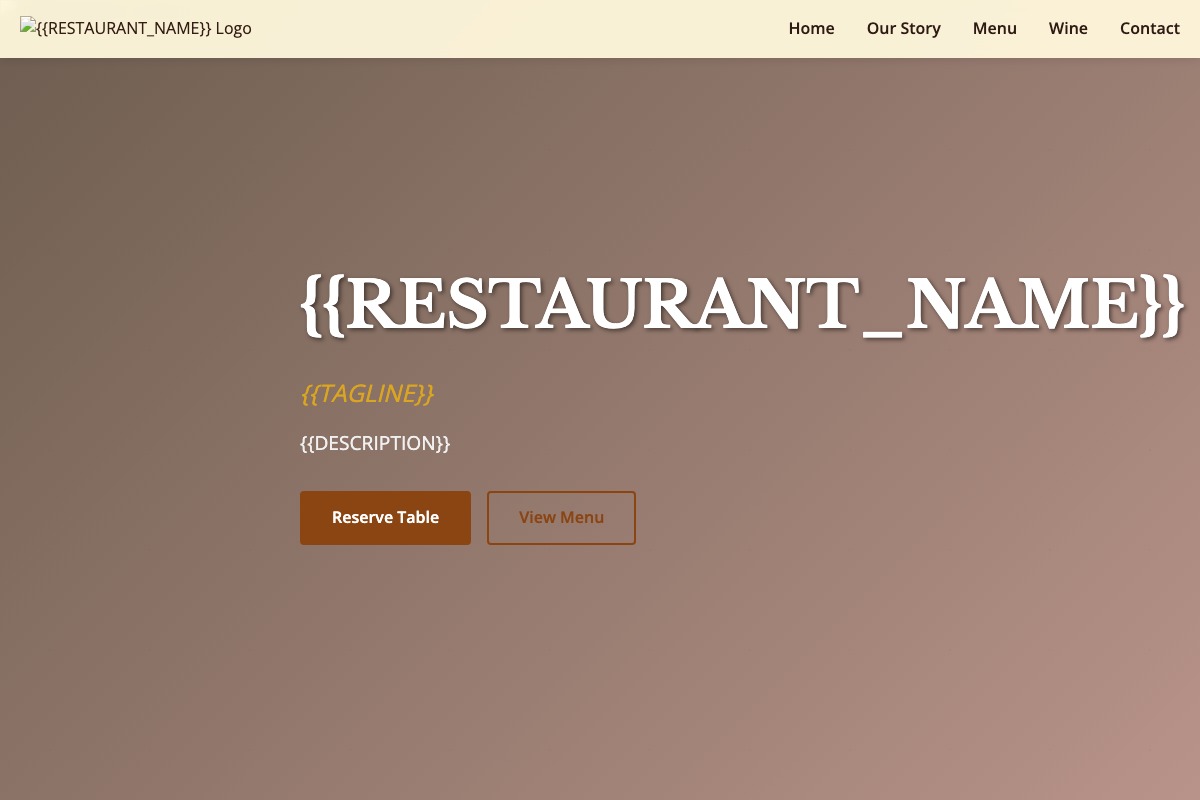 {{RESTAURANT_NAME}} Logo
Home
Our Story
Menu
Wine
Contact
{{RESTAURANT_NAME}}
{{TAGLINE}}
{{DESCRIPTION}}
Reserve Table
View Menu